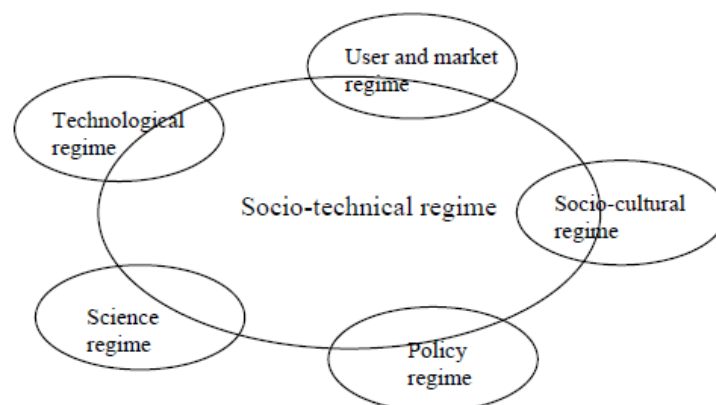 User and market
regime
Technological
regime
Socio-technical regime
Socio-cultural
regime
Science
regime
Policy
regime